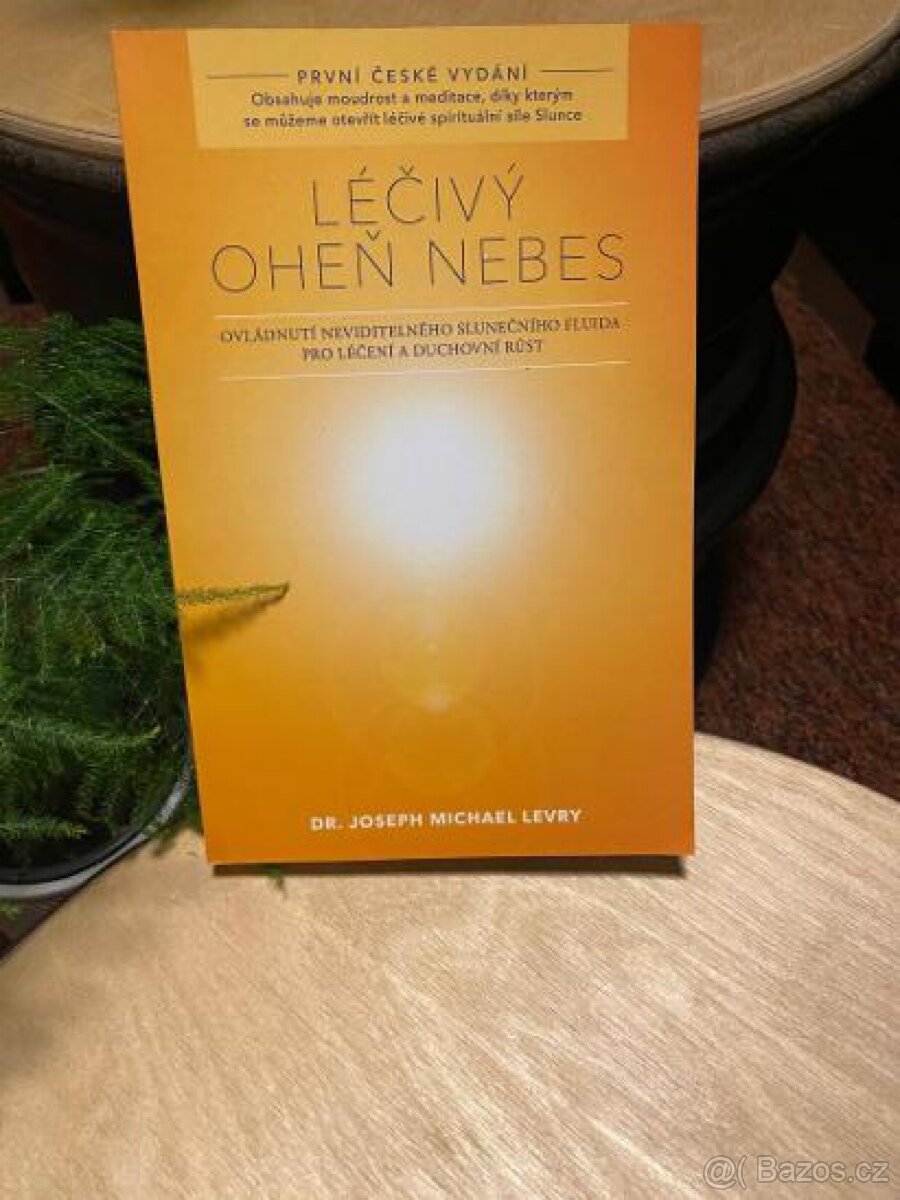 PRVNÍ ČESKÉ VYDÁNÍ
Obsahuje moudrost a meditace, díky kterým
se můžeme otevřít léčivé spirituální síle Slunce
LÉČIVÝ
OHEŇ NEBES
OVLÁDNUTÍ NEVIDITELNÉHO SLUNEČNÍHO FLUIDA
PRO LÉČENÍ A DUCHOVNÍ RŮST
DR. JOSEPH MICHAEL LEVRY
@( Bazos.cz